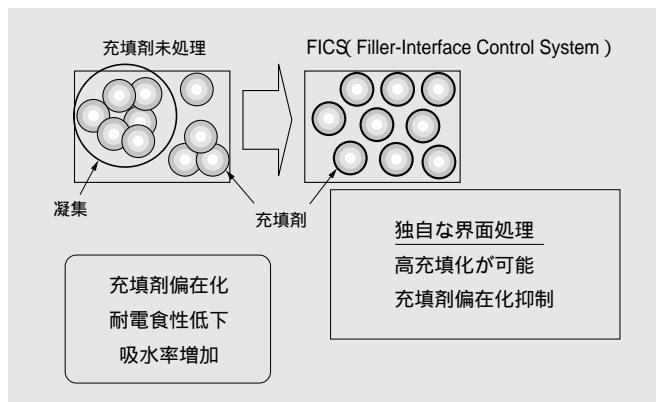 充填剤未処理
FICS( Filler-Interface Control System )
凝集
充填剤
充填剤偏在化
耐電食性低下
吸水率増加
独自な界面処理
高充填化が可能
充填剤偏在化抑制